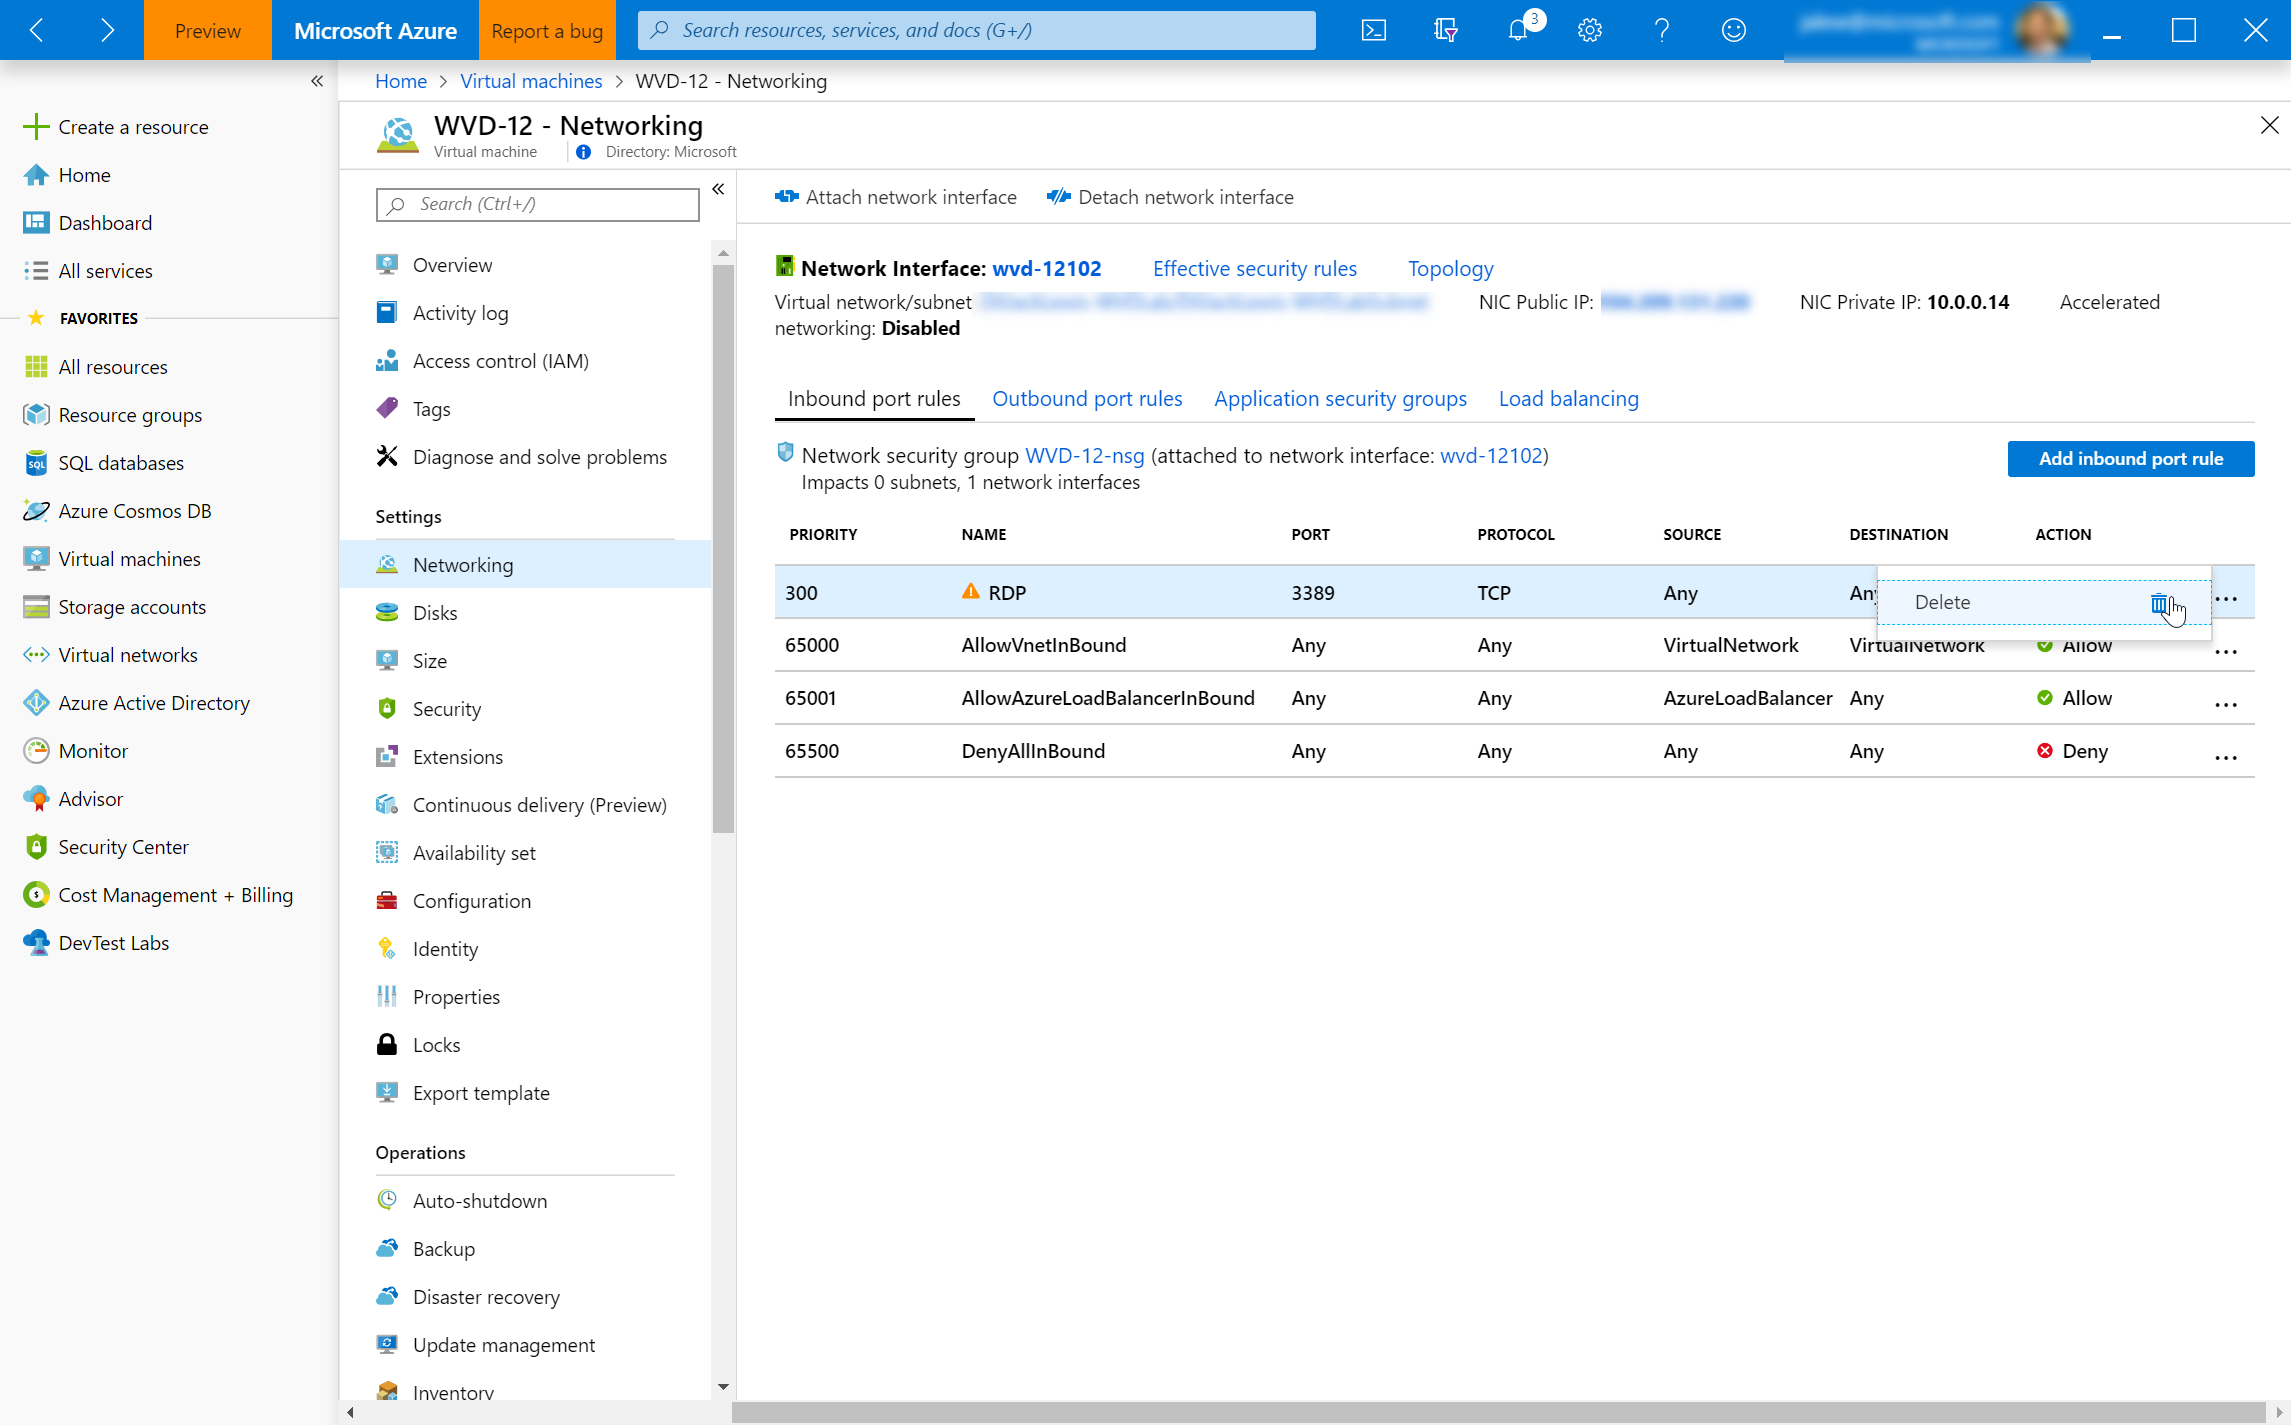 Preview
Microsoft Azure
Report a bug
Search resources, services, and docs (G+/)
3
Home > Virtual machines > WVD-12 - Networking
Create a resource
Home
Dashboard
All services
FAVORITES
All resources
Resource groups
SQL databases
Azure Cosmos DB
Virtual machines
Storage accounts
Virtual networks
Azure Active Directory
Monitor
Advisor
Security Center
Cost Management + Billing
DevTest Labs
WVD-12 - Networking
Virtual machine
Directory: Microsoft
Search (Ctrl+/)
Overview
Activity log
Access control (IAM)
Tags
Diagnose and solve problems
Settings
Networking
Disks
Size
Security
Extensions
Continuous delivery (Preview)
Availability set
Configuration
Identity
Properties
Locks
Export template
Operations
Auto-shutdown
Backup
Disaster recovery
Update management
Inventory
Attach network interface
Detach network interface
Network Interface: wvd-12102 Effective security rules Topology
Virtual network/subnet NIC Public IP: NIC Private IP: 10.0.0.14 Accelerated
networking: Disabled
Inbound port rules Outbound port rules Application security groups Load balancing
Network security group WVD-12-nsg (attached to network interface: wvd-12102)
Impacts 0 subnets, 1 network interfaces
Add inbound port rule
PRIORITY NAME PORT PROTOCOL SOURCE DESTINATION ACTION
300 RDP 3389 TCP Any Any ...
Delete
65000 AllowVnetInBound Any Any VirtualNetwork VirtualNetwork Allow ...
65001 AllowAzureLoadBalancerInBound Any Any AzureLoadBalancer Any Allow ...
65500 DenyAllInBound Any Any Any Any Deny ...